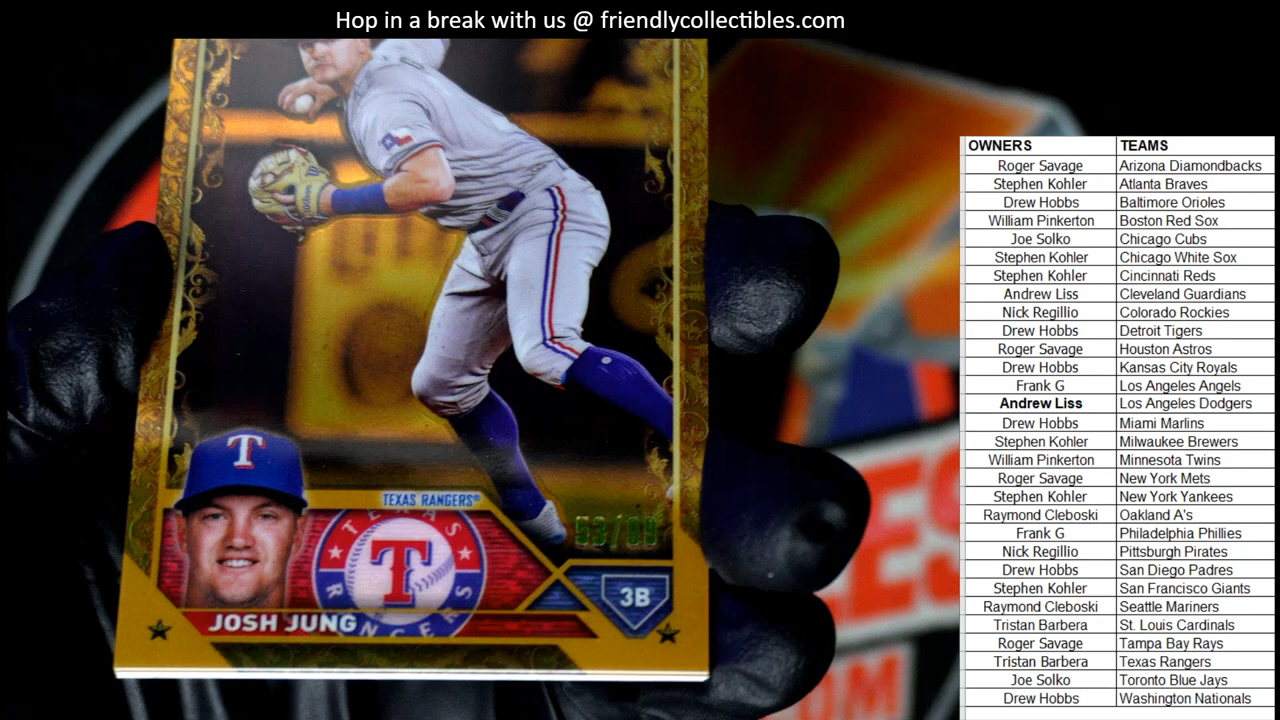 Hop in a break with us @ friendlycollectibles.com
OWNERS TEAMS
Roger Savage Arizona Diamondbacks
Stephen Kohler Atlanta Braves
Drew Hobbs Baltimore Orioles
William Pinkerton Boston Red Sox
Joe Solko Chicago Cubs
Stephen Kohler Chicago White Sox
Stephen Kohler Cincinnati Reds
Andrew Liss Cleveland Guardians
Nick Regillio Colorado Rockies
Drew Hobbs Detroit Tigers
Roger Savage Houston Astros
Drew Hobbs Kansas City Royals
Frank G Los Angeles Angels
Andrew Liss Los Angeles Dodgers
Drew Hobbs Miami Marlins
Stephen Kohler Milwaukee Brewers
William Pinkerton Minnesota Twins
Roger Savage New York Mets
Stephen Kohler New York Yankees
Raymond Cleboski Oakland A's
Frank G Philadelphia Phillies
Nick Regillio Pittsburgh Pirates
Drew Hobbs San Diego Padres
Stephen Kohler San Francisco Giants
Raymond Cleboski Seattle Mariners
Tristan Barbera St. Louis Cardinals
Roger Savage Tampa Bay Rays
Tristan Barbera Texas Rangers
Joe Solko Toronto Blue Jays
Drew Hobbs Washington Nationals
T
TEXAS RANGERS®
TEXAS
T
RANGERS
3B
JOSH JUNG